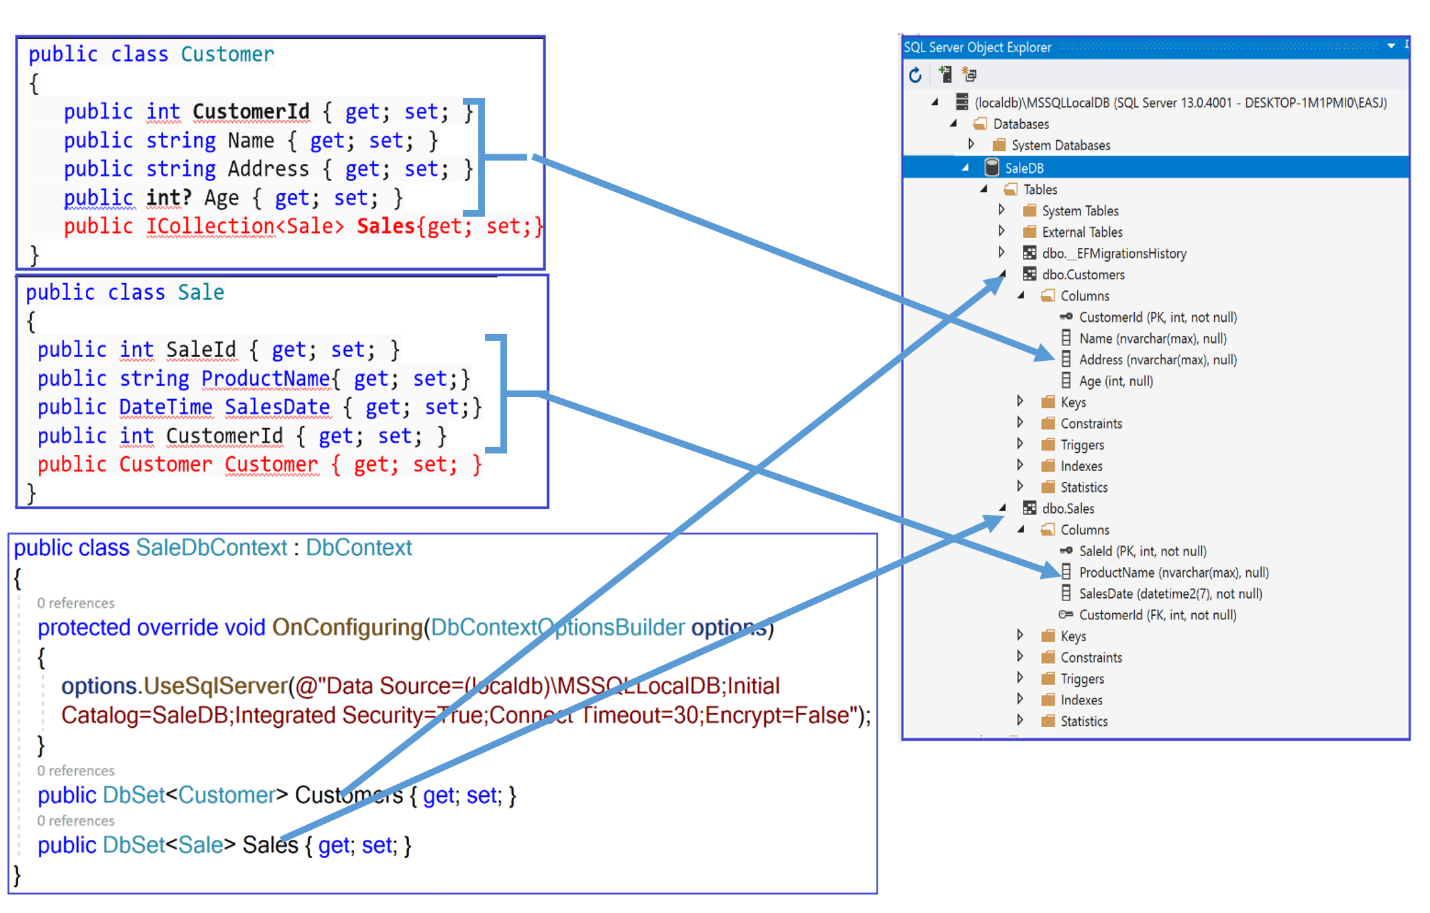 public class Customer
{
public int CustomerId { get; set; }
public string Name { get; set; }
public string Address { get; set; }
public int? Age { get; set; }
public ICollection<Sale> Sales{get; set;}
}
public class Sale
{
public int SaleId { get; set; }
public string ProductName{ get; set;}
public DateTime SalesDate { get; set;}
public int CustomerId { get; set; }
public Customer Customer { get; set; }
}
public class SaleDbContext : DbContext
{
0 references
protected override void OnConfiguring(DbContextOptionsBuilder options)
{
options.UseSqlServer(@"Data Source=(localdb)\MSSQLLocalDB;Initial
Catalog=SaleDB;Integrated Security=True;Connect Timeout=30;Encrypt=False");
}
0 references
public DbSet<Customer> Customers { get; set; }
0 references
public DbSet<Sale> Sales { get; set; }
}
SQL Server Object Explorer
(localdb)\MSSQLLocalDB (SQL Server 13.0.4001 - DESKTOP-1M1PMI0\EASJ)
Databases
System Databases
SaleDB
Tables
System Tables
External Tables
dbo.__EFMigrationsHistory
dbo.Customers
Columns
CustomerId (PK, int, not null)
Name (nvarchar(max), null)
Address (nvarchar(max), null)
Age (int, null)
Keys
Constraints
Triggers
Indexes
Statistics
dbo.Sales
Columns
SaleId (PK, int, not null)
ProductName (nvarchar(max), null)
SalesDate (datetime2(7), not null)
CustomerId (FK, int, not null)
Keys
Constraints
Triggers
Indexes
Statistics